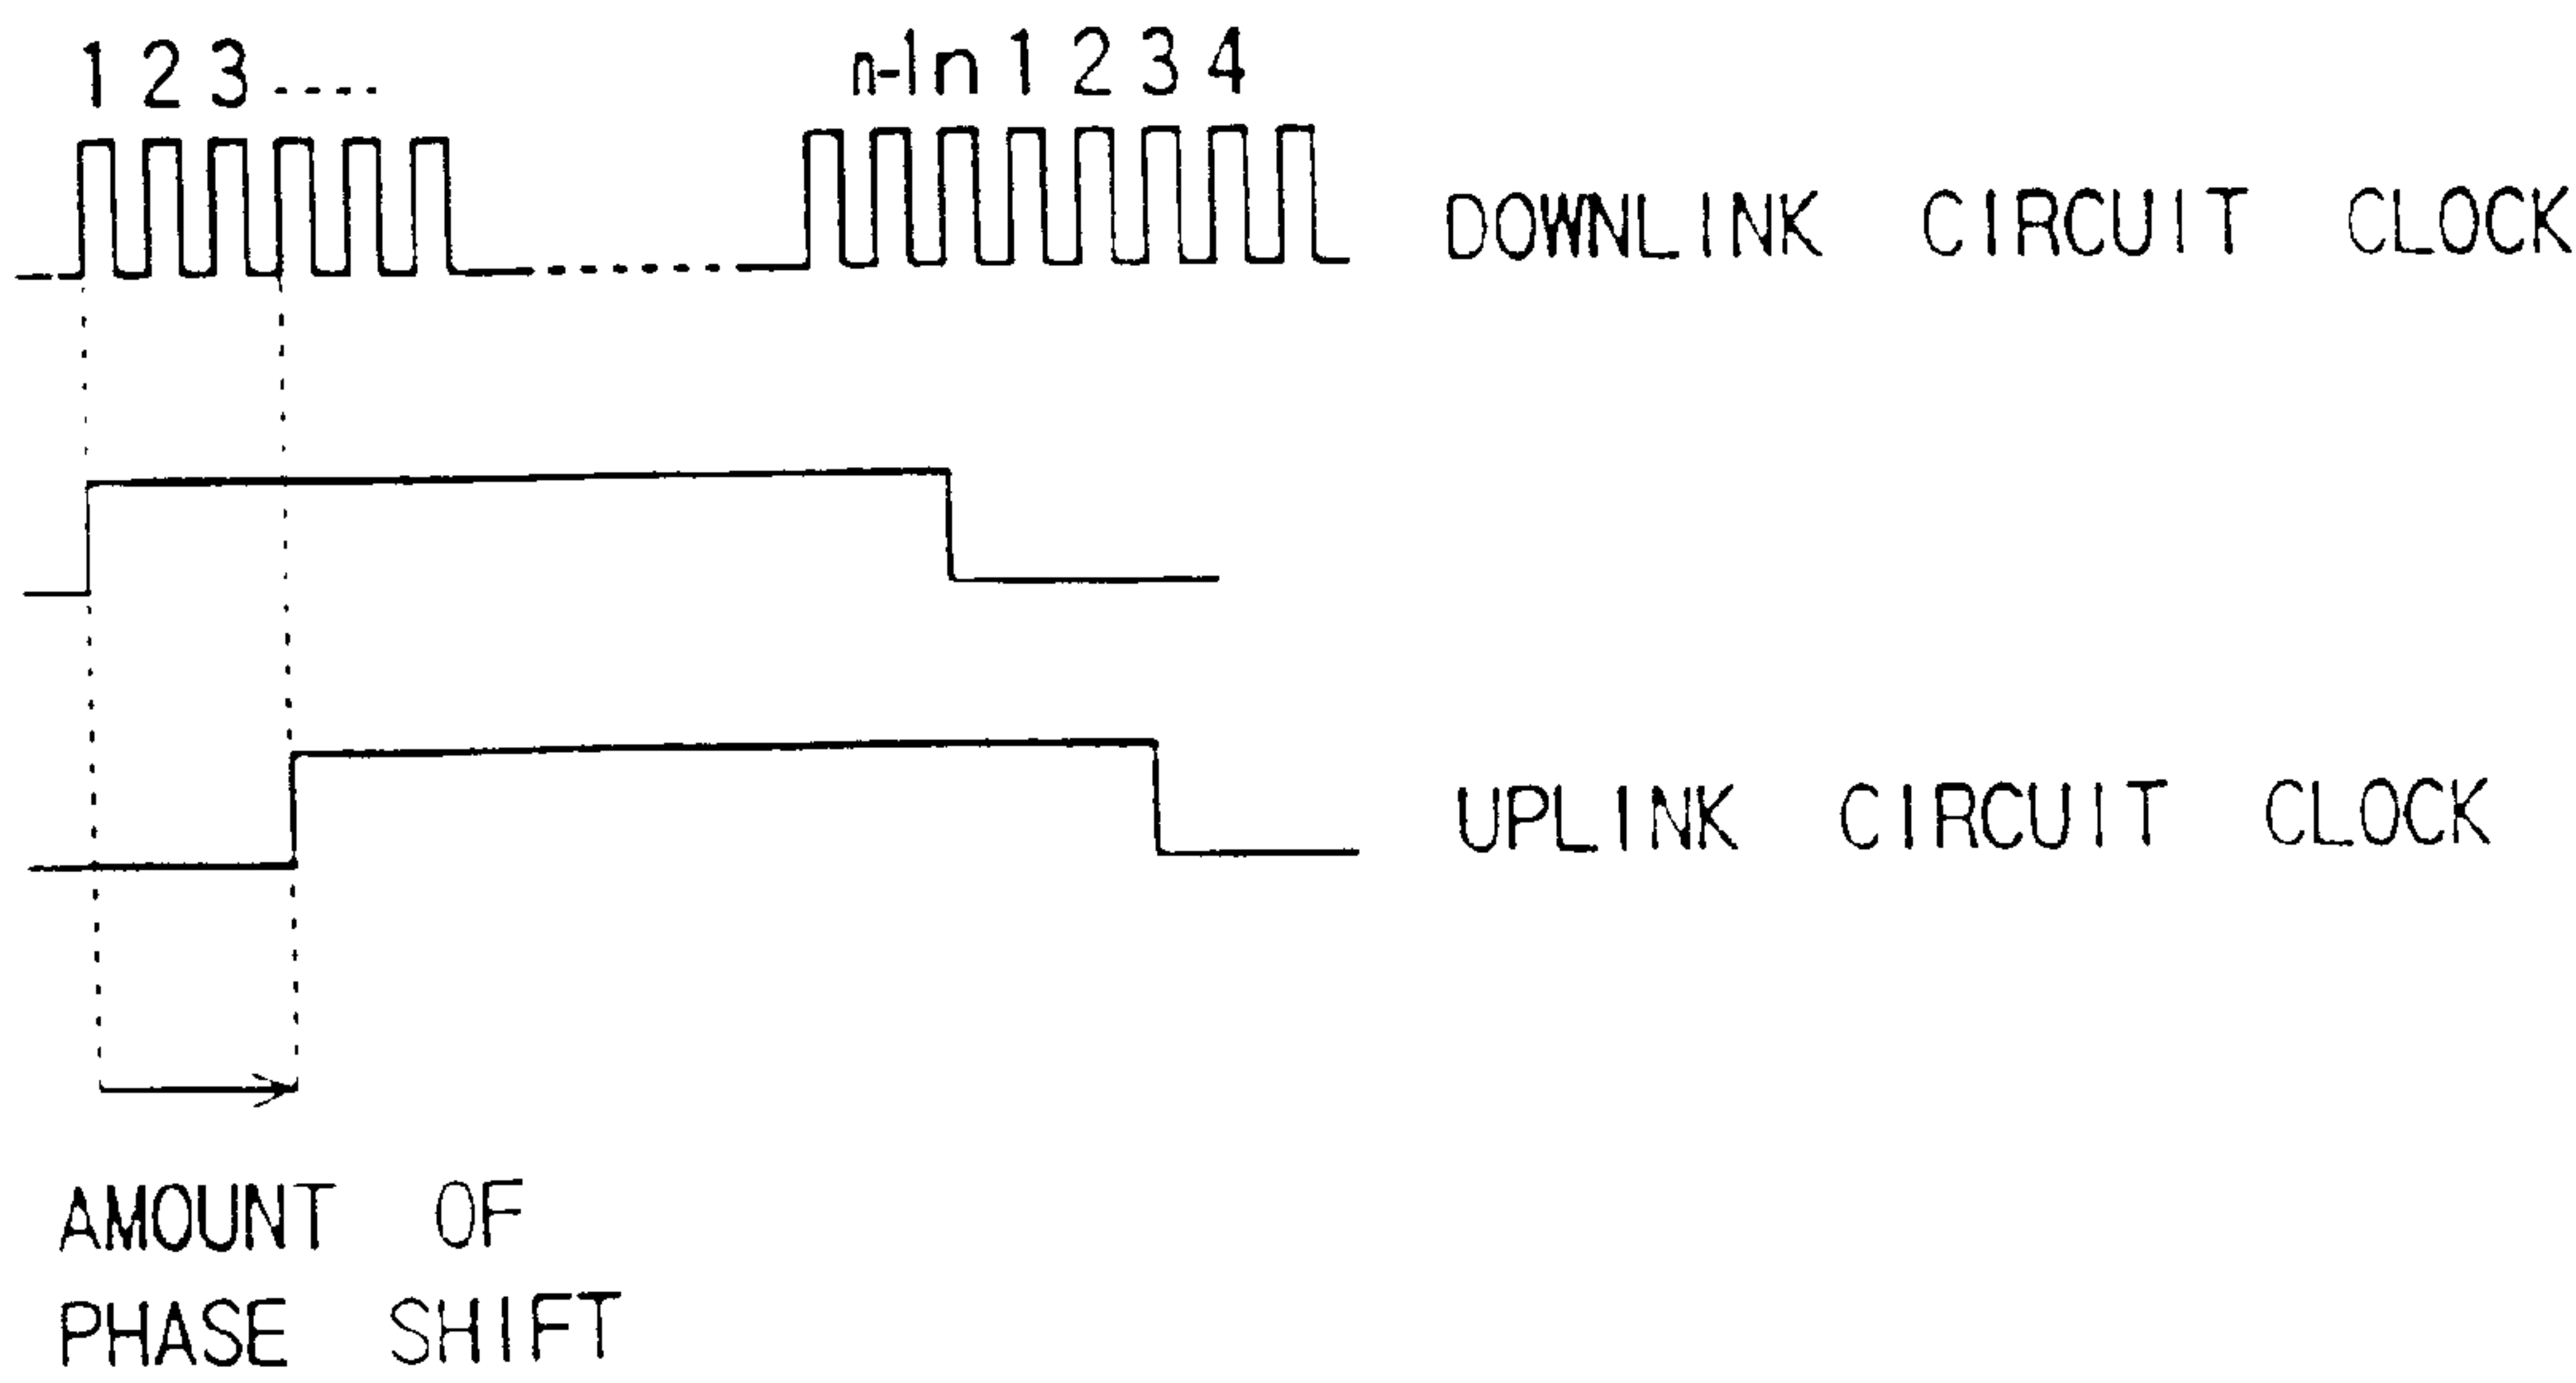 1 2 3 ---- n-1 n 1 2 3 4
DOWNLINK CIRCUIT CLOCK
UPLINK CIRCUIT CLOCK
AMOUNT OF
PHASE SHIFT